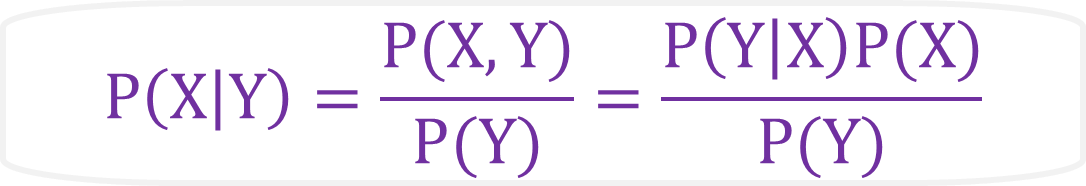 P(X|Y) = P(X, Y) / P(Y) = P(Y|X)P(X) / P(Y)